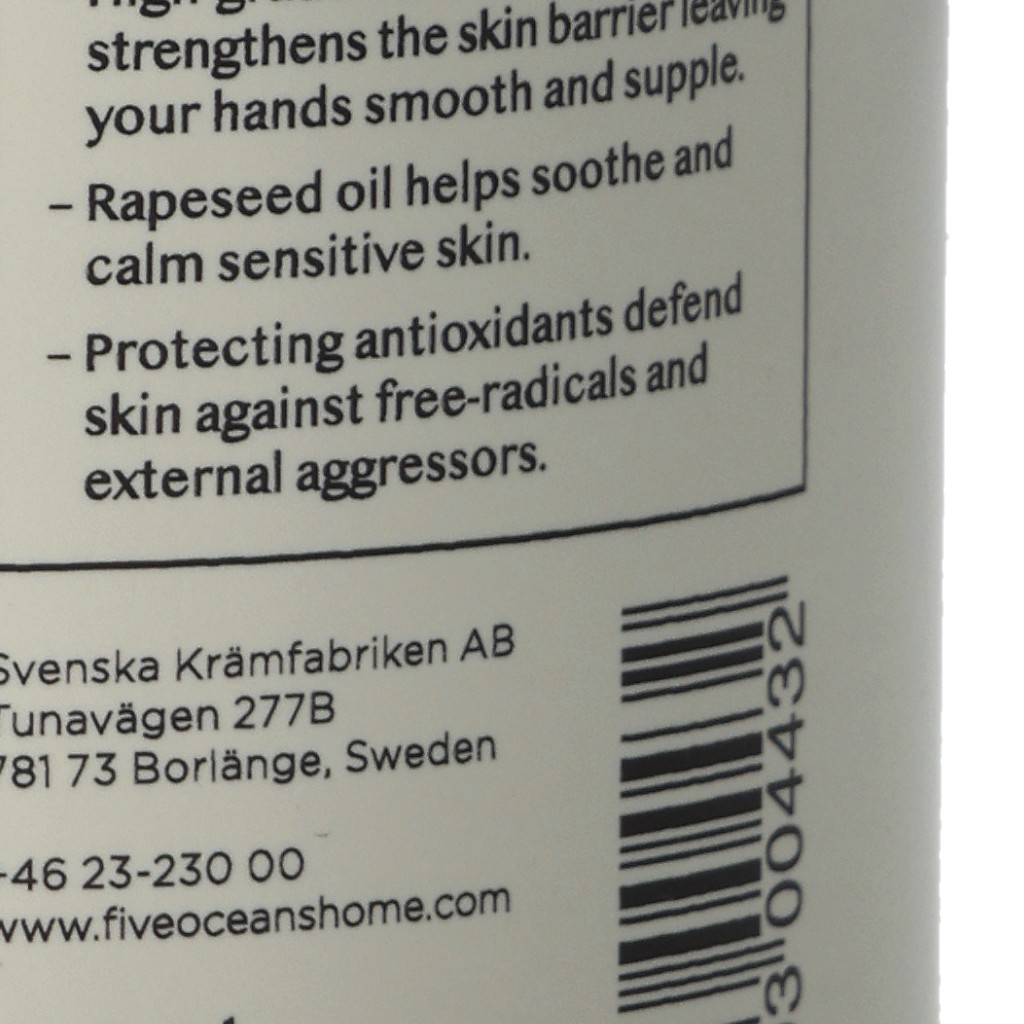 strengthens the skin barrier leaving
your hands smooth and supple.
– Rapeseed oil helps soothe and
calm sensitive skin.
– Protecting antioxidants defend
skin against free-radicals and
external aggressors.
Svenska Krämfabriken AB
Tunavägen 277B
781 73 Borlänge, Sweden
+46 23-230 00
www.fiveoceanshome.com
3 004432